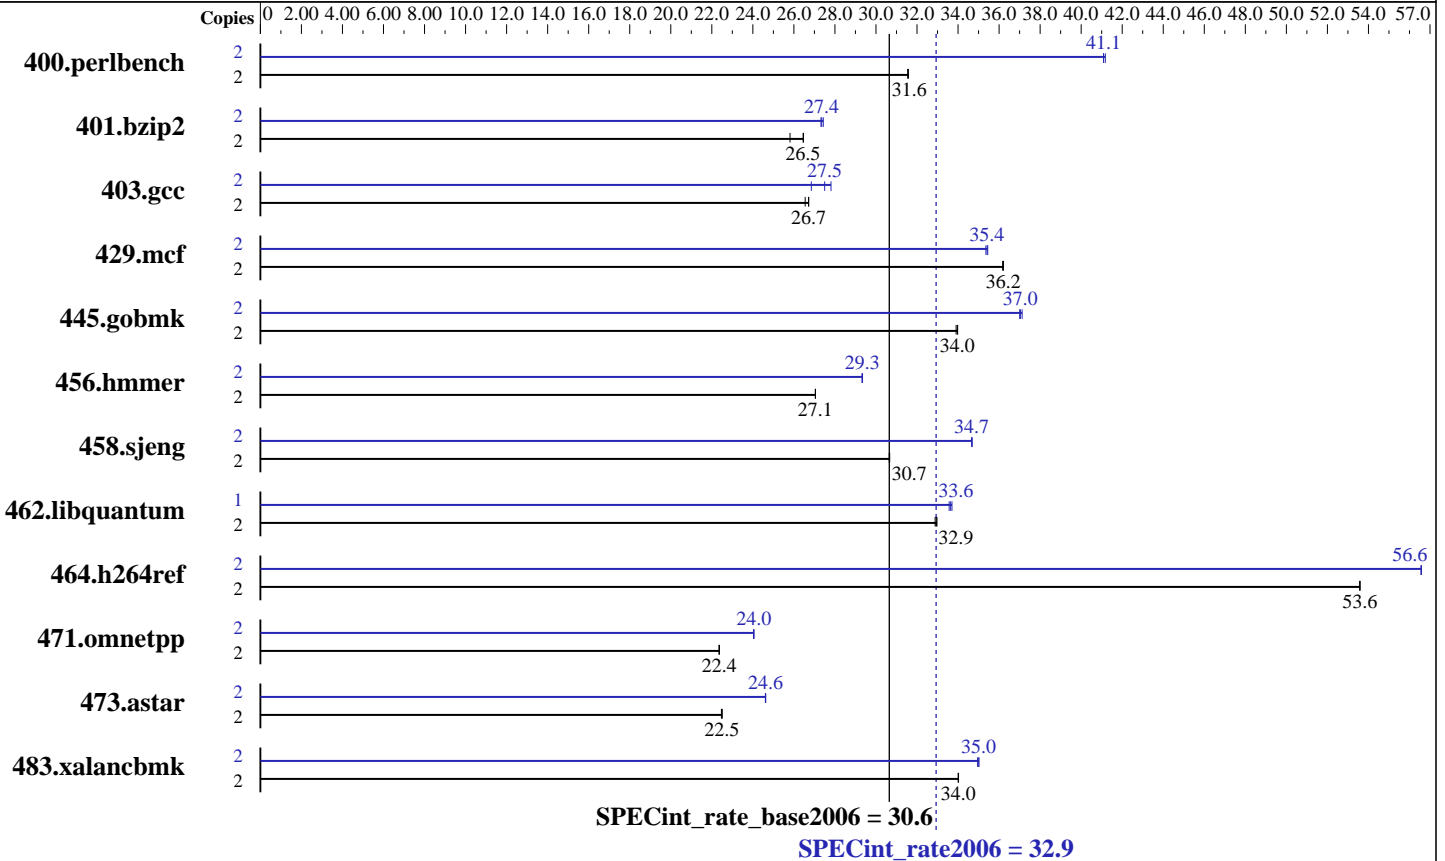 Copies 0 2.00 4.00 6.00 8.00 10.0 12.0 14.0 16.0 18.0 20.0 22.0 24.0 26.0 28.0 30.0 32.0 34.0 36.0 38.0 40.0 42.0 44.0 46.0 48.0 50.0 52.0 54.0 57.0
400.perlbench 2 41.1
2 31.6
401.bzip2 2 27.4
2 26.5
403.gcc 2 27.5
2 26.7
429.mcf 2 35.4
2 36.2
445.gobmk 2 37.0
2 34.0
456.hmmer 2 29.3
2 27.1
458.sjeng 2 34.7
2 30.7
462.libquantum 1 33.6
2 32.9
464.h264ref 2 56.6
2 53.6
471.omnetpp 2 24.0
2 22.4
473.astar 2 24.6
2 22.5
483.xalancbmk 2 35.0
2 34.0
SPECint_rate_base2006 = 30.6
SPECint_rate2006 = 32.9